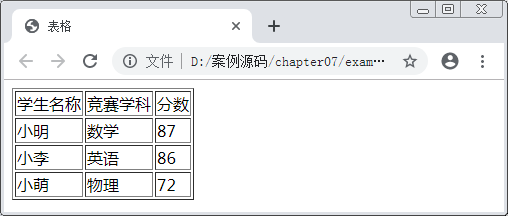 表格
文件 | D:/案例源码/chapter07/exam…
学生名称 竞赛学科 分数
小明 数学 87
小李 英语 86
小萌 物理 72